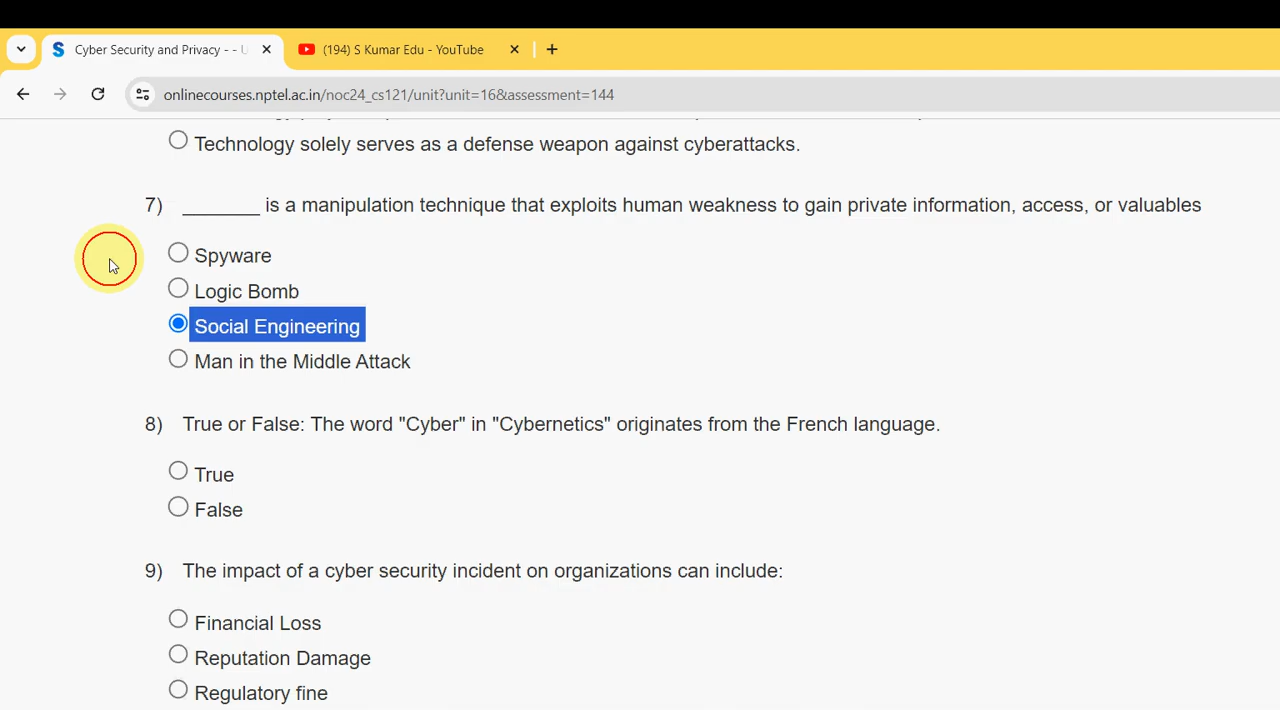 Cyber Security and Privacy - - U
(194) S Kumar Edu - YouTube
onlinecourses.nptel.ac.in/noc24_cs121/unit?unit=16&assessment=144
Technology solely serves as a defense weapon against cyberattacks.
7) _______ is a manipulation technique that exploits human weakness to gain private information, access, or valuables
Spyware
Logic Bomb
Social Engineering
Man in the Middle Attack
8) True or False: The word "Cyber" in "Cybernetics" originates from the French language.
True
False
9) The impact of a cyber security incident on organizations can include:
Financial Loss
Reputation Damage
Regulatory fine